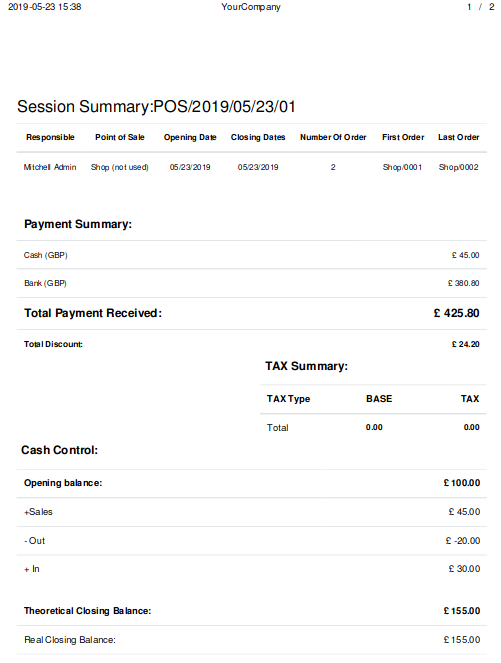 2019-05-23 15:38 YourCompany 1 / 2
Session Summary:POS/2019/05/23/01
Responsible Point of Sale Opening Date Closing Dates Number Of Order First Order Last Order
Mitchell Admin Shop (not used) 05/23/2019 05/23/2019 2 Shop/0001 Shop/0002
Payment Summary:
Cash (GBP) £ 45.00
Bank (GBP) £ 380.80
Total Payment Received: £ 425.80
Total Discount: £ 24.20
TAX Summary:
TAX Type BASE TAX
Total 0.00 0.00
Cash Control:
Opening balance: £ 100.00
+Sales £ 45.00
- Out £ -20.00
+ In £ 30.00
Theoretical Closing Balance: £ 155.00
Real Closing Balance: £ 155.00